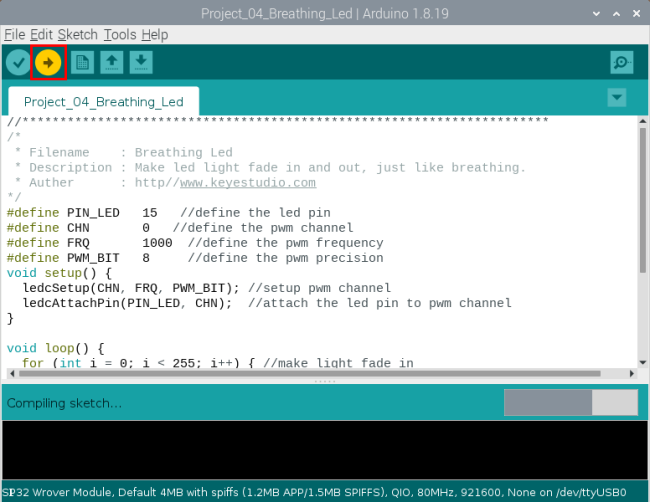 Project_04_Breathing_Led | Arduino 1.8.19
File Edit Sketch Tools Help
Project_04_Breathing_Led
//**********************************************************************
/*
 * Filename    : Breathing Led
 * Description : Make led light fade in and out, just like breathing.
 * Auther      : http//www.keyestudio.com
*/
#define PIN_LED   15   //define the led pin
#define CHN       0   //define the pwm channel
#define FRQ       1000  //define the pwm frequency
#define PWM_BIT   8     //define the pwm precision
void setup() {
  ledcSetup(CHN, FRQ, PWM_BIT); //setup pwm channel
  ledcAttachPin(PIN_LED, CHN);  //attach the led pin to pwm channel
}
void loop() {
  for (int i = 0; i < 255; i++) { //make light fade in
Compiling sketch...
P32 Wrover Module, Default 4MB with spiffs (1.2MB APP/1.5MB SPIFFS), QIO, 80MHz, 921600, None on /dev/ttyUSB0